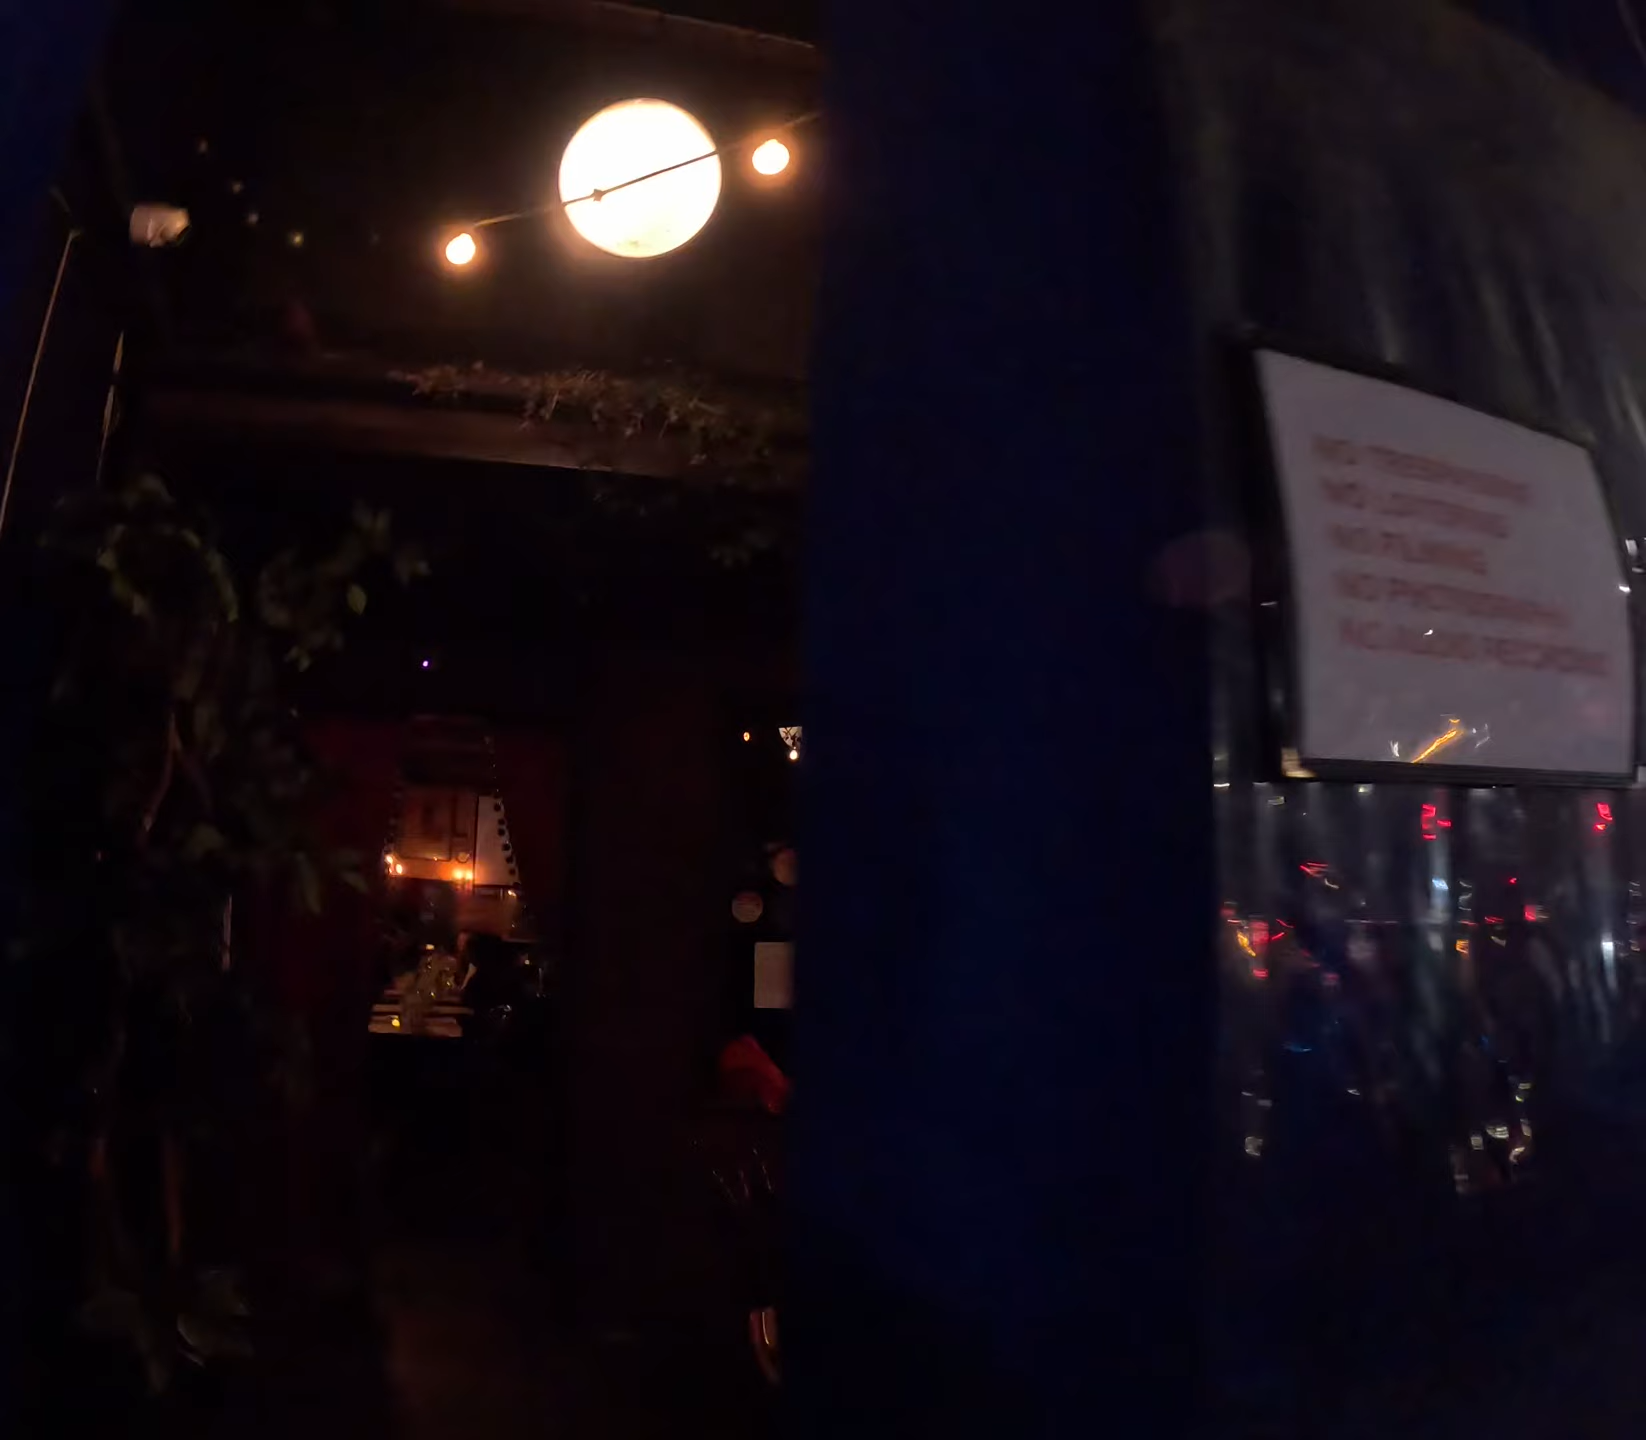 NO TRESPASSING
NO LOITERING
NO FILMING
NO PHOTOGRAPHY
NO AUDIO RECORDING